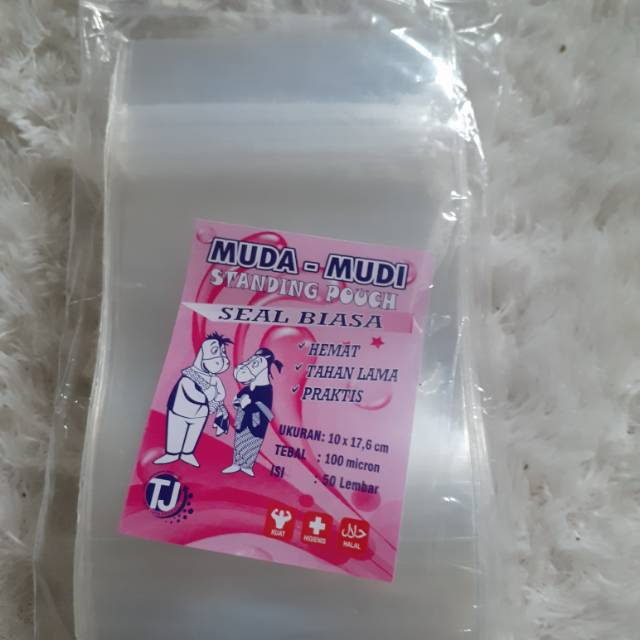 MUDA - MUDI
STANDING POUCH
SEAL BIASA
HEMAT
TAHAN LAMA
PRAKTIS
UKURAN: 10 x 17,6 cm
TEBAL : 100 micron
ISI : 50 Lembar
TJ
KUAT
HIGIENIS
حلال
HALAL